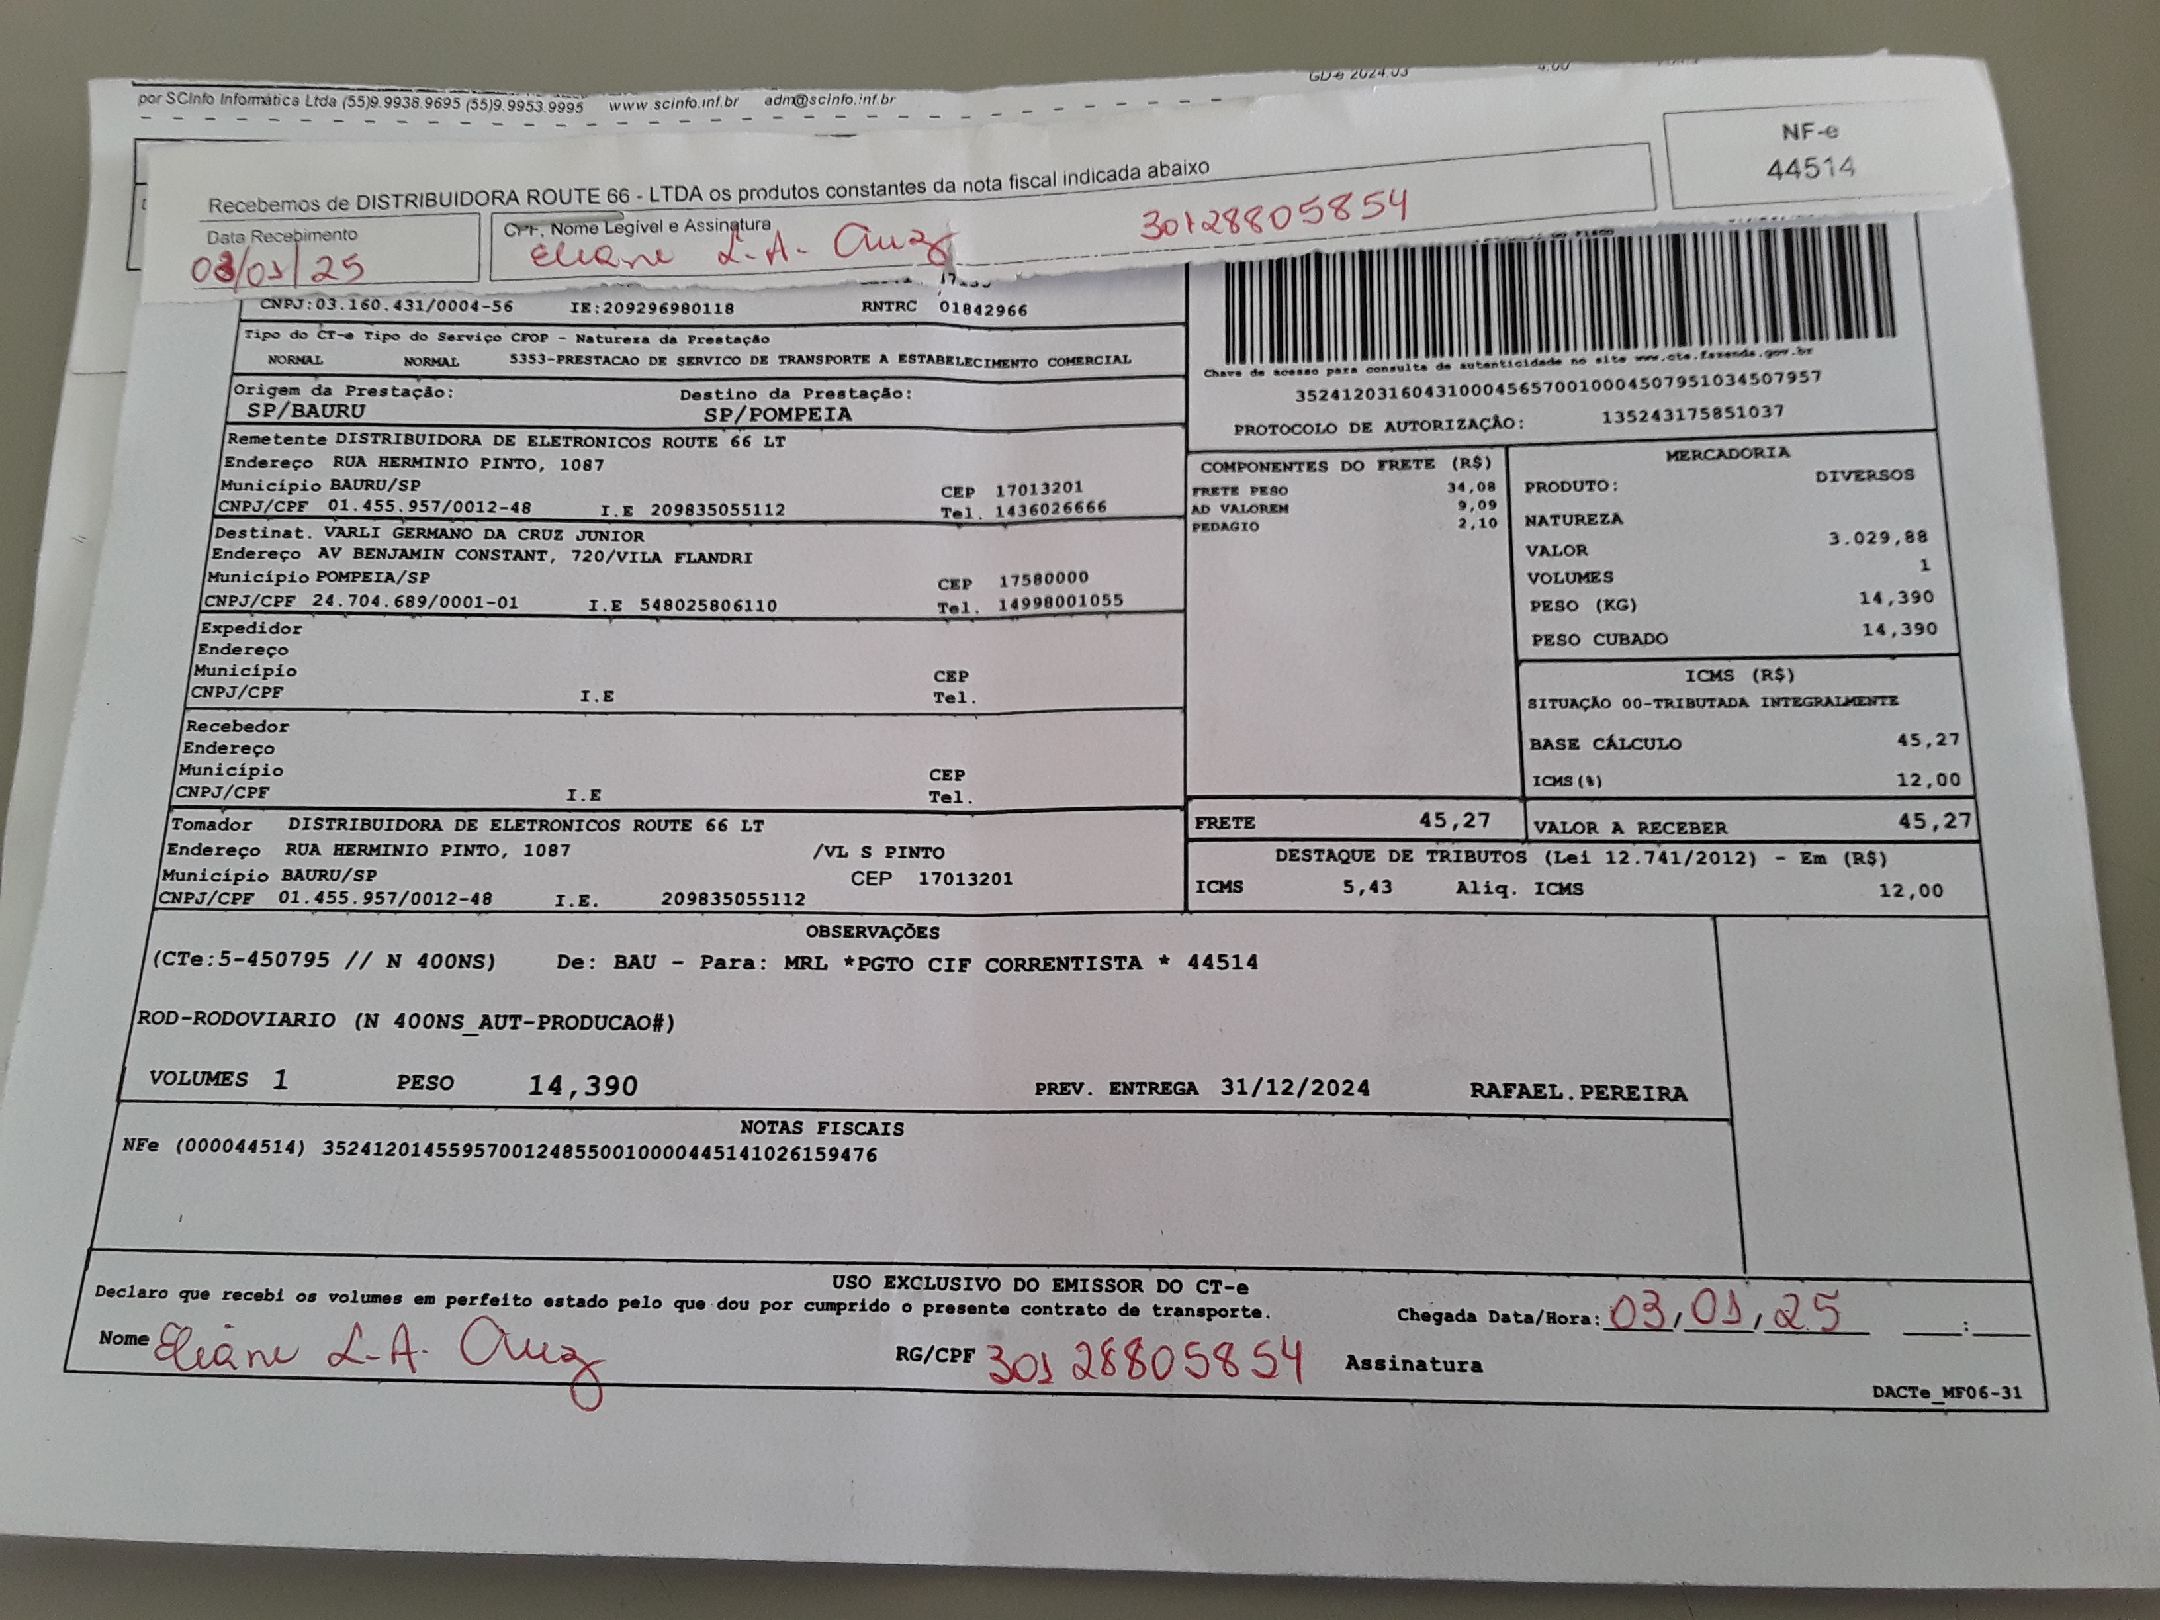 GD-e 2024.03
4.00
por SCInfo Informática Ltda (55)9.9938.9695 (55)9.9953.9995 www.scinfo.inf.br adm@scinfo.inf.br
NF-e
44514
Recebemos de DISTRIBUIDORA ROUTE 66 - LTDA os produtos constantes da nota fiscal indicada abaixo
Data Recebimento
03/01/25
CPF, Nome Legível e Assinatura
Eliane L.A. Cruz 30128805854
CNPJ:03.160.431/0004-56 IE:209296980118 RNTRC 01842966
Tipo do CT-e Tipo do Serviço CFOP - Natureza da Prestação
NORMAL NORMAL 5353-PRESTACAO DE SERVICO DE TRANSPORTE A ESTABELECIMENTO COMERCIAL
Chave de acesso para consulta de autenticidade no site www.cte.fazenda.gov.br
35241203160431000456570010004507951034507957
PROTOCOLO DE AUTORIZAÇÃO: 135243175851037
Origem da Prestação: Destino da Prestação:
SP/BAURU SP/POMPEIA
Remetente DISTRIBUIDORA DE ELETRONICOS ROUTE 66 LT
Endereço RUA HERMINIO PINTO, 1087
Município BAURU/SP CEP 17013201
CNPJ/CPF 01.455.957/0012-48 I.E 209835055112 Tel. 1436026666
Destinat. VARLI GERMANO DA CRUZ JUNIOR
Endereço AV BENJAMIN CONSTANT, 720/VILA FLANDRI
Município POMPEIA/SP CEP 17580000
CNPJ/CPF 24.704.689/0001-01 I.E 548025806110 Tel. 14998001055
Expedidor
Endereço
Município CEP
CNPJ/CPF I.E Tel.
Recebedor
Endereço
Município CEP
CNPJ/CPF I.E Tel.
Tomador DISTRIBUIDORA DE ELETRONICOS ROUTE 66 LT
Endereço RUA HERMINIO PINTO, 1087 /VL S PINTO
Município BAURU/SP CEP 17013201
CNPJ/CPF 01.455.957/0012-48 I.E. 209835055112
COMPONENTES DO FRETE (R$)
FRETE PESO 34,08
AD VALOREM 9,09
PEDAGIO 2,10
MERCADORIA
PRODUTO: DIVERSOS
NATUREZA
VALOR 3.029,88
VOLUMES 1
PESO (KG) 14,390
PESO CUBADO 14,390
ICMS (R$)
SITUAÇÃO 00-TRIBUTADA INTEGRALMENTE
BASE CÁLCULO 45,27
ICMS(%) 12,00
FRETE 45,27 VALOR A RECEBER 45,27
DESTAQUE DE TRIBUTOS (Lei 12.741/2012) - Em (R$)
ICMS 5,43 Aliq. ICMS 12,00
OBSERVAÇÕES
(CTe:5-450795 // N 400NS) De: BAU - Para: MRL *PGTO CIF CORRENTISTA * 44514
ROD-RODOVIARIO (N 400NS_AUT-PRODUCAO#)
VOLUMES 1 PESO 14,390 PREV. ENTREGA 31/12/2024 RAFAEL.PEREIRA
NOTAS FISCAIS
NFe (000044514) 35241201455957001248550010000445141026159476
USO EXCLUSIVO DO EMISSOR DO CT-e
Declaro que recebi os volumes em perfeito estado pelo que dou por cumprido o presente contrato de transporte.
Chegada Data/Hora: 03,01,25 :
Nome Eliane L.A. Cruz RG/CPF 30128805854 Assinatura
DACTe_MF06-31